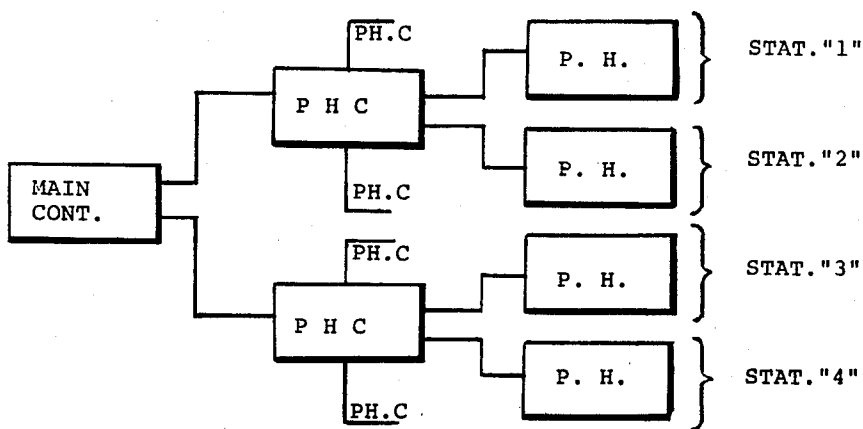 PH.C
P. H.
STAT."1"
P H C
P. H.
STAT."2"
PH.C
MAIN
CONT.
PH.C
P. H.
STAT."3"
P H C
P. H.
STAT."4"
PH.C